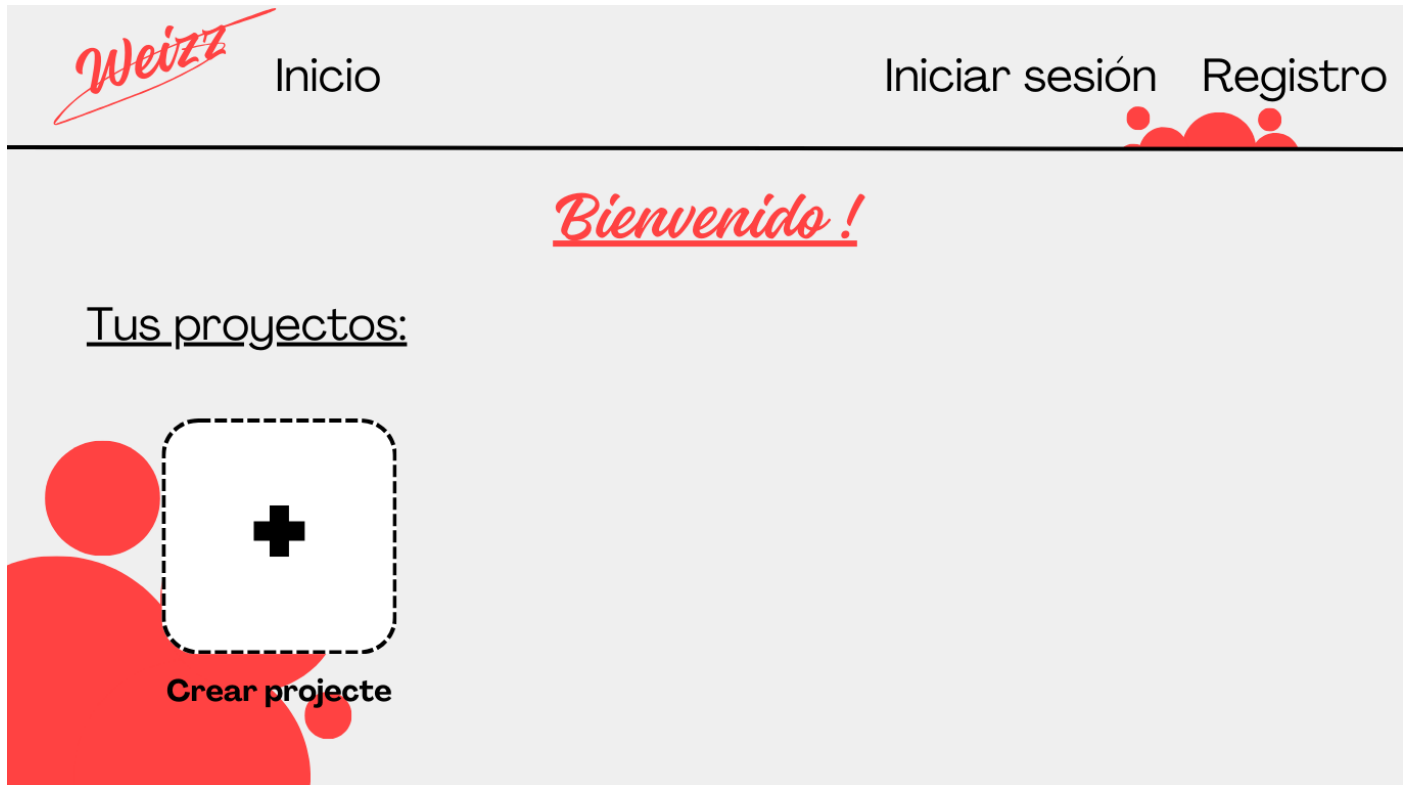 Weizz
Inicio
Iniciar sesión
Registro
Bienvenido !
Tus proyectos:
Crear projecte